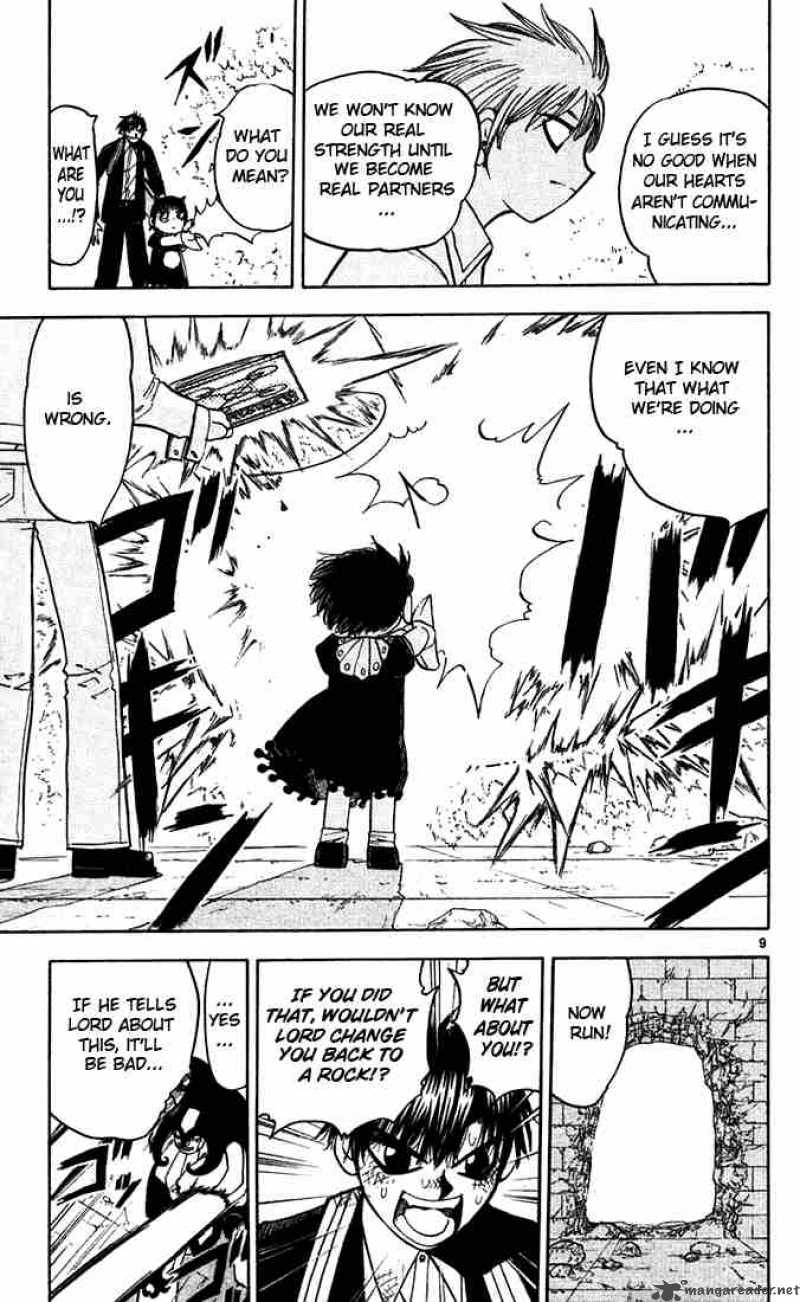 I GUESS IT'S
NO GOOD WHEN
OUR HEARTS
AREN'T COMMU-
NICATING...
WE WON'T KNOW
OUR REAL
STRENGTH UNTIL
WE BECOME
REAL PARTNERS
...
WHAT
DO YOU
MEAN?
WHAT
ARE
YOU
...!?
EVEN I KNOW
THAT WHAT
WE'RE DOING
...
IS
WRONG.
9
NOW
RUN!
BUT
WHAT
ABOUT
YOU!?
IF YOU DID
THAT, WOULDN'T
LORD CHANGE
YOU BACK TO
A ROCK!?
...
YES
...
IF HE TELLS
LORD ABOUT
THIS, IT'LL
BE BAD...
mangareader.net